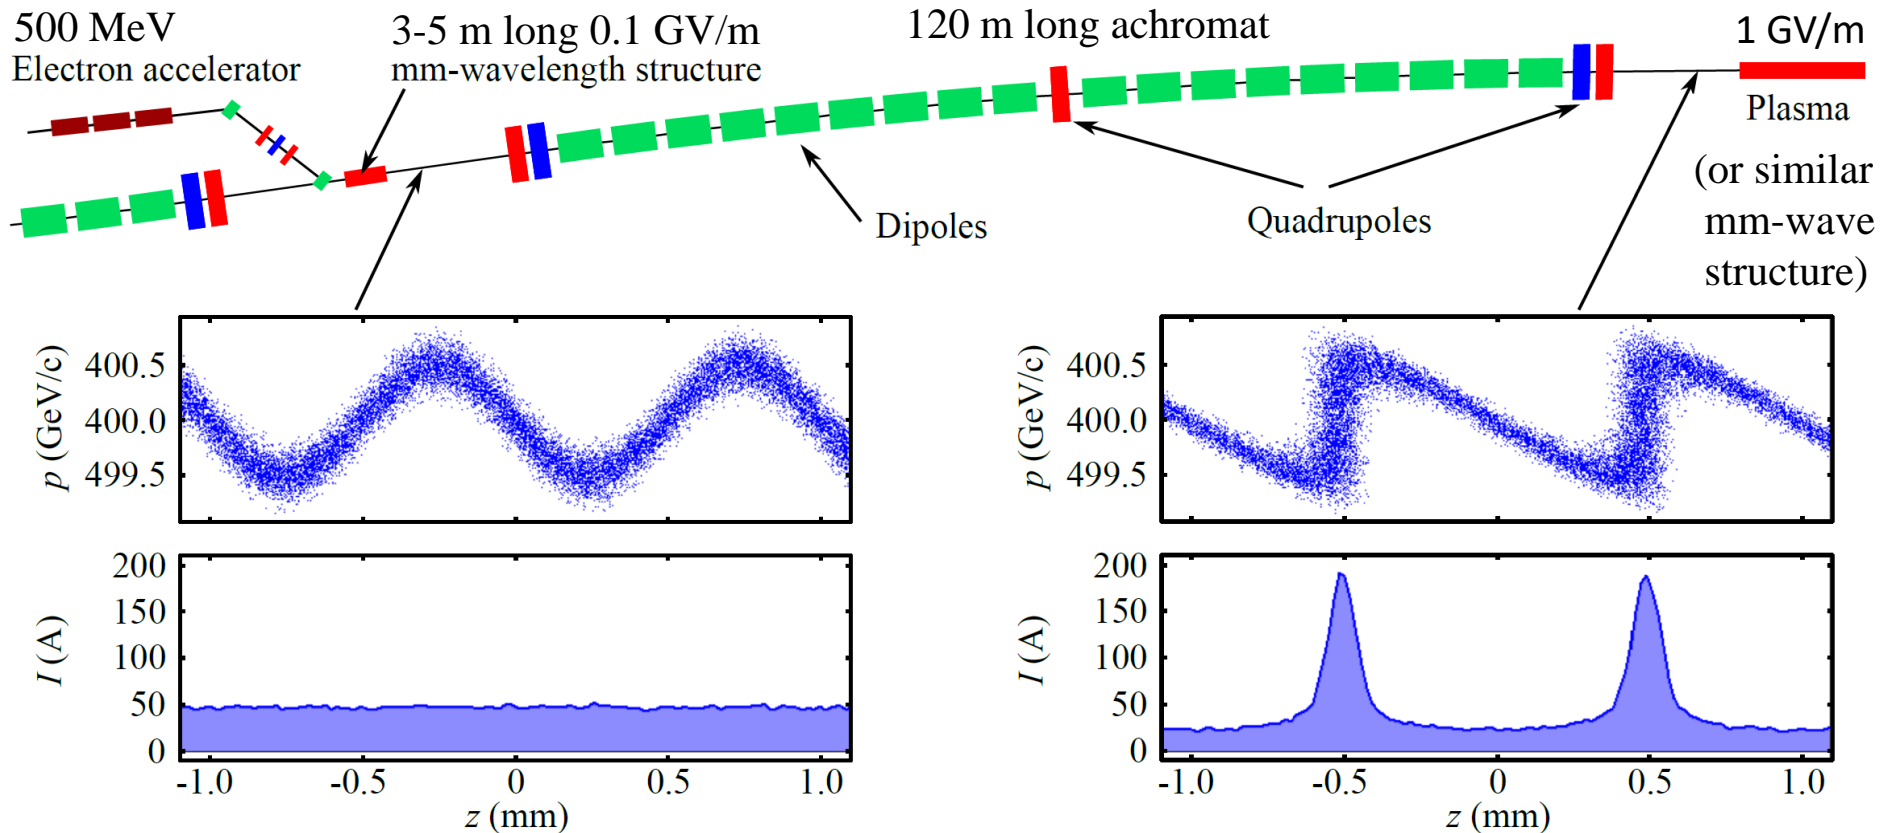 500 MeV
Electron accelerator
3-5 m long 0.1 GV/m
mm-wavelength structure
120 m long achromat
1 GV/m
Plasma
(or similar
mm-wave
structure)
Dipoles
Quadrupoles
p (GeV/c)
400.5
400.0
499.5
p (GeV/c)
400.5
400.0
499.5
I (A)
200
150
100
50
0
-1.0 -0.5 0 0.5 1.0
z (mm)
I (A)
200
150
100
50
0
-1.0 -0.5 0 0.5 1.0
z (mm)